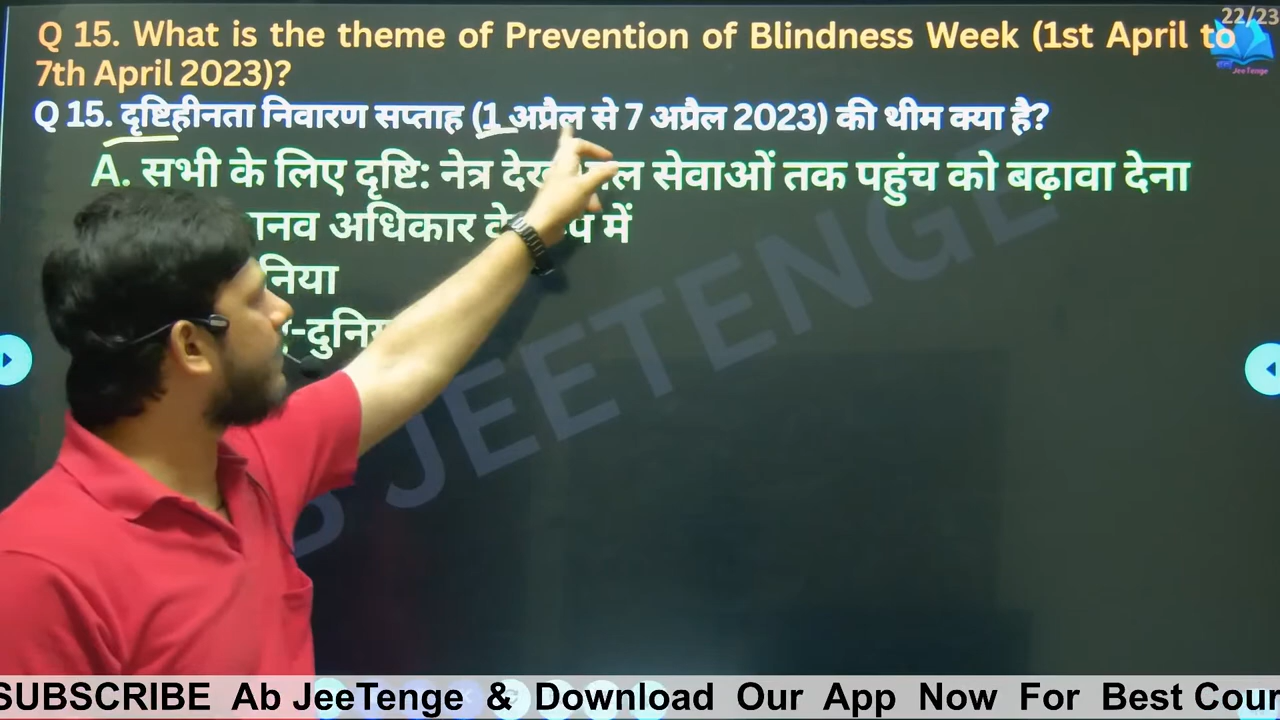 22/23
Q 15. What is the theme of Prevention of Blindness Week (1st April to
7th April 2023)?
Q 15. दृष्टिहीनता निवारण सप्ताह (1 अप्रैल से 7 अप्रैल 2023) की थीम क्या है?
A. सभी के लिए दृष्टि: नेत्र सेवाओं तक पहुंच को बढ़ावा देना
अधिकार में
JeeTenge
JEETENGE
SUBSCRIBE Ab JeeTenge & Download Our App Now For Best